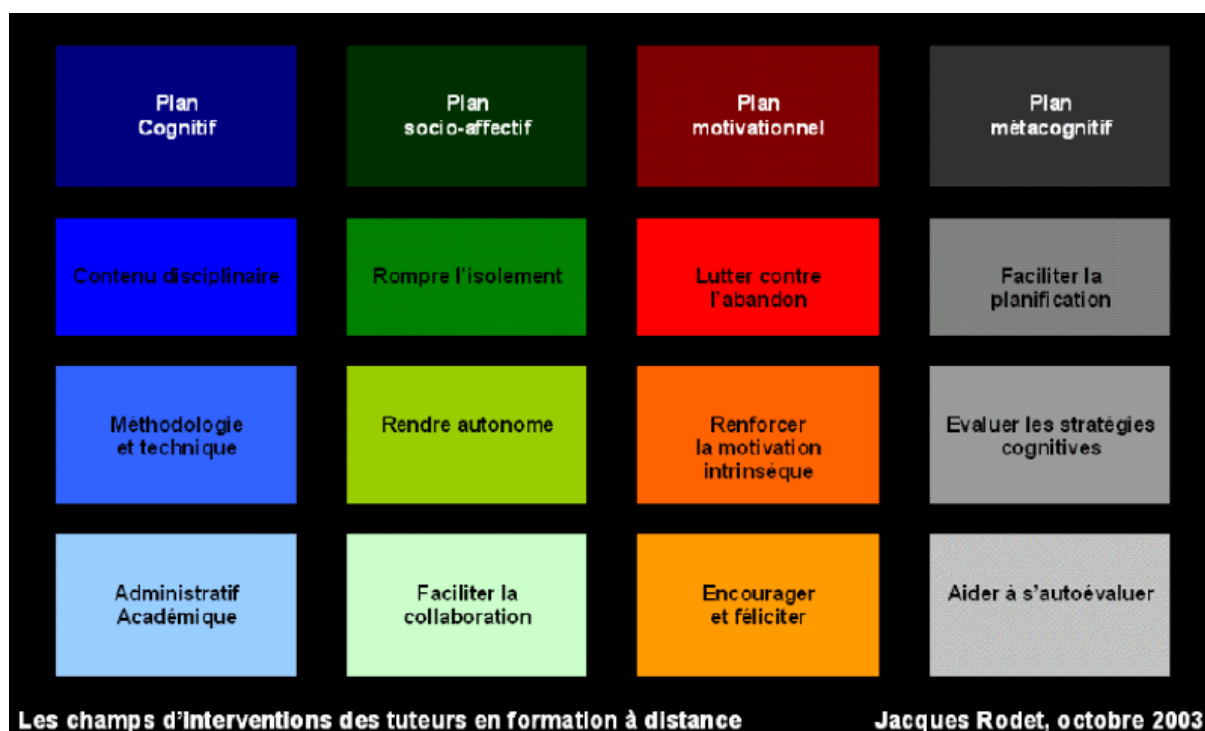 Plan
Cognitif
Plan
socio-affectif
Plan
motivationnel
Plan
métacognitif
Contenu disciplinaire
Rompre l'isolement
Lutter contre
l'abandon
Faciliter la
planification
Méthodologie
et technique
Rendre autonome
Renforcer
la motivation
intrinsèque
Evaluer les stratégies
cognitives
Administratif
Académique
Faciliter la
collaboration
Encourager
et féliciter
Aider à s'autoévaluer
Les champs d'interventions des tuteurs en formation à distance
Jacques Rodet, octobre 2003